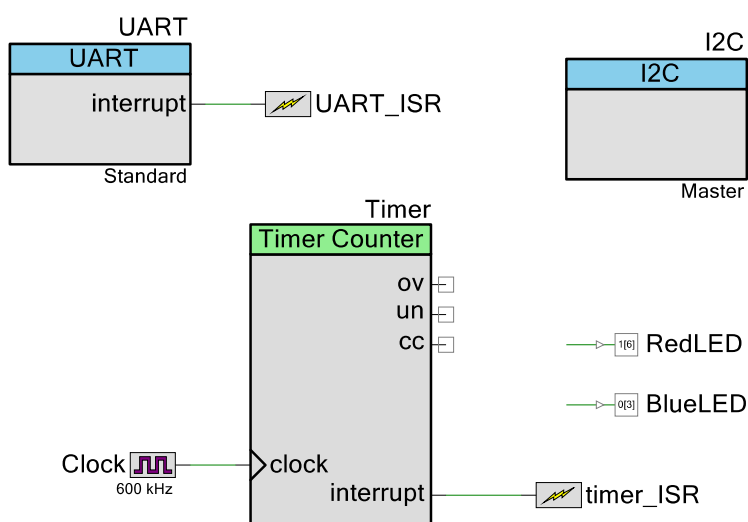 UART
UART
interrupt
UART_ISR
Standard
I2C
I2C
Master
Timer
Timer Counter
ov
un
cc
1[6] RedLED
0[3] BlueLED
Clock
600 kHz
clock
interrupt
timer_ISR